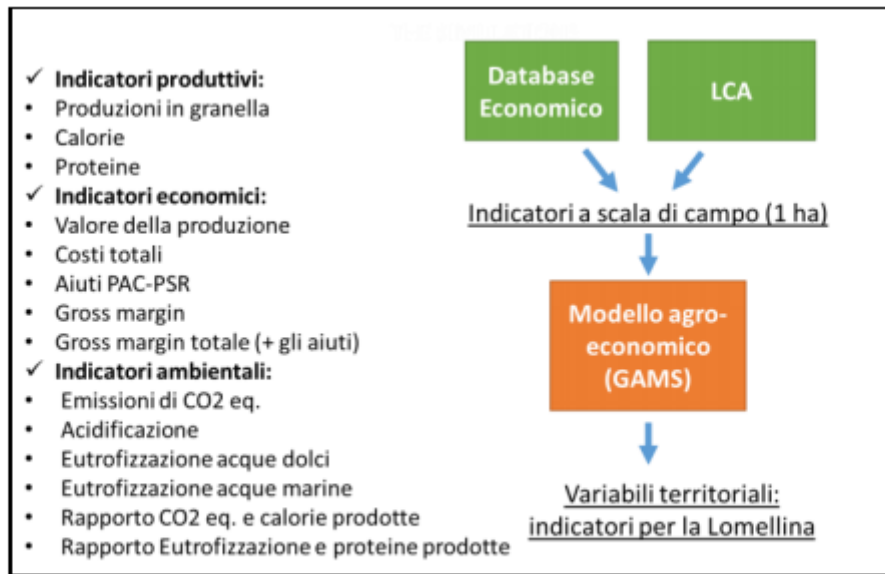 ✓ Indicatori produttivi:
• Produzioni in granella
• Calorie
• Proteine
✓ Indicatori economici:
• Valore della produzione
• Costi totali
• Aiuti PAC-PSR
• Gross margin
• Gross margin totale (+ gli aiuti)
✓ Indicatori ambientali:
• Emissioni di CO2 eq.
• Acidificazione
• Eutrofizzazione acque dolci
• Eutrofizzazione acque marine
• Rapporto CO2 eq. e calorie prodotte
• Rapporto Eutrofizzazione e proteine prodotte
Database
Economico
LCA
Indicatori a scala di campo (1 ha)
Modello agro-
economico
(GAMS)
Variabili territoriali:
indicatori per la Lomellina